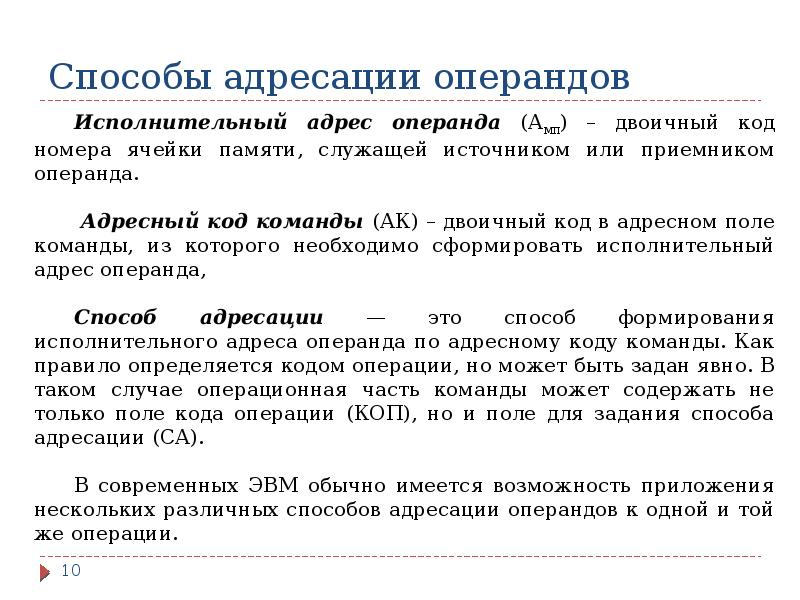 Способы адресации операндов
Исполнительный адрес операнда (Aмп) – двоичный код
номера ячейки памяти, служащей источником или приемником
операнда.
Адресный код команды (АК) – двоичный код в адресном поле
команды, из которого необходимо сформировать исполнительный
адрес операнда,
Способ адресации — это способ формирования
исполнительного адреса операнда по адресному коду команды. Как
правило определяется кодом операции, но может быть задан явно. В
таком случае операционная часть команды может содержать не
только поле кода операции (КОП), но и поле для задания способа
адресации (СА).
В современных ЭВМ обычно имеется возможность приложения
нескольких различных способов адресации операндов к одной и той
же операции.
10